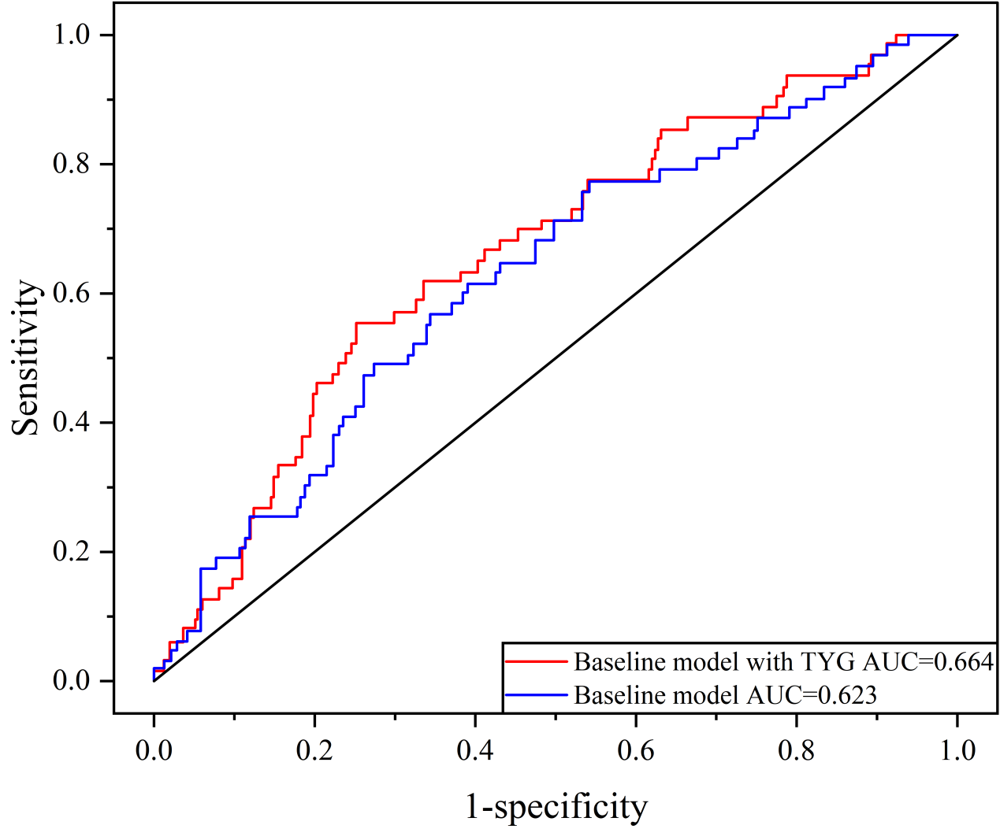 1.0
0.8
0.6
0.4
0.2
0.0
Sensitivity
Baseline model with TYG AUC=0.664
Baseline model AUC=0.623
0.0 0.2 0.4 0.6 0.8 1.0
1-specificity